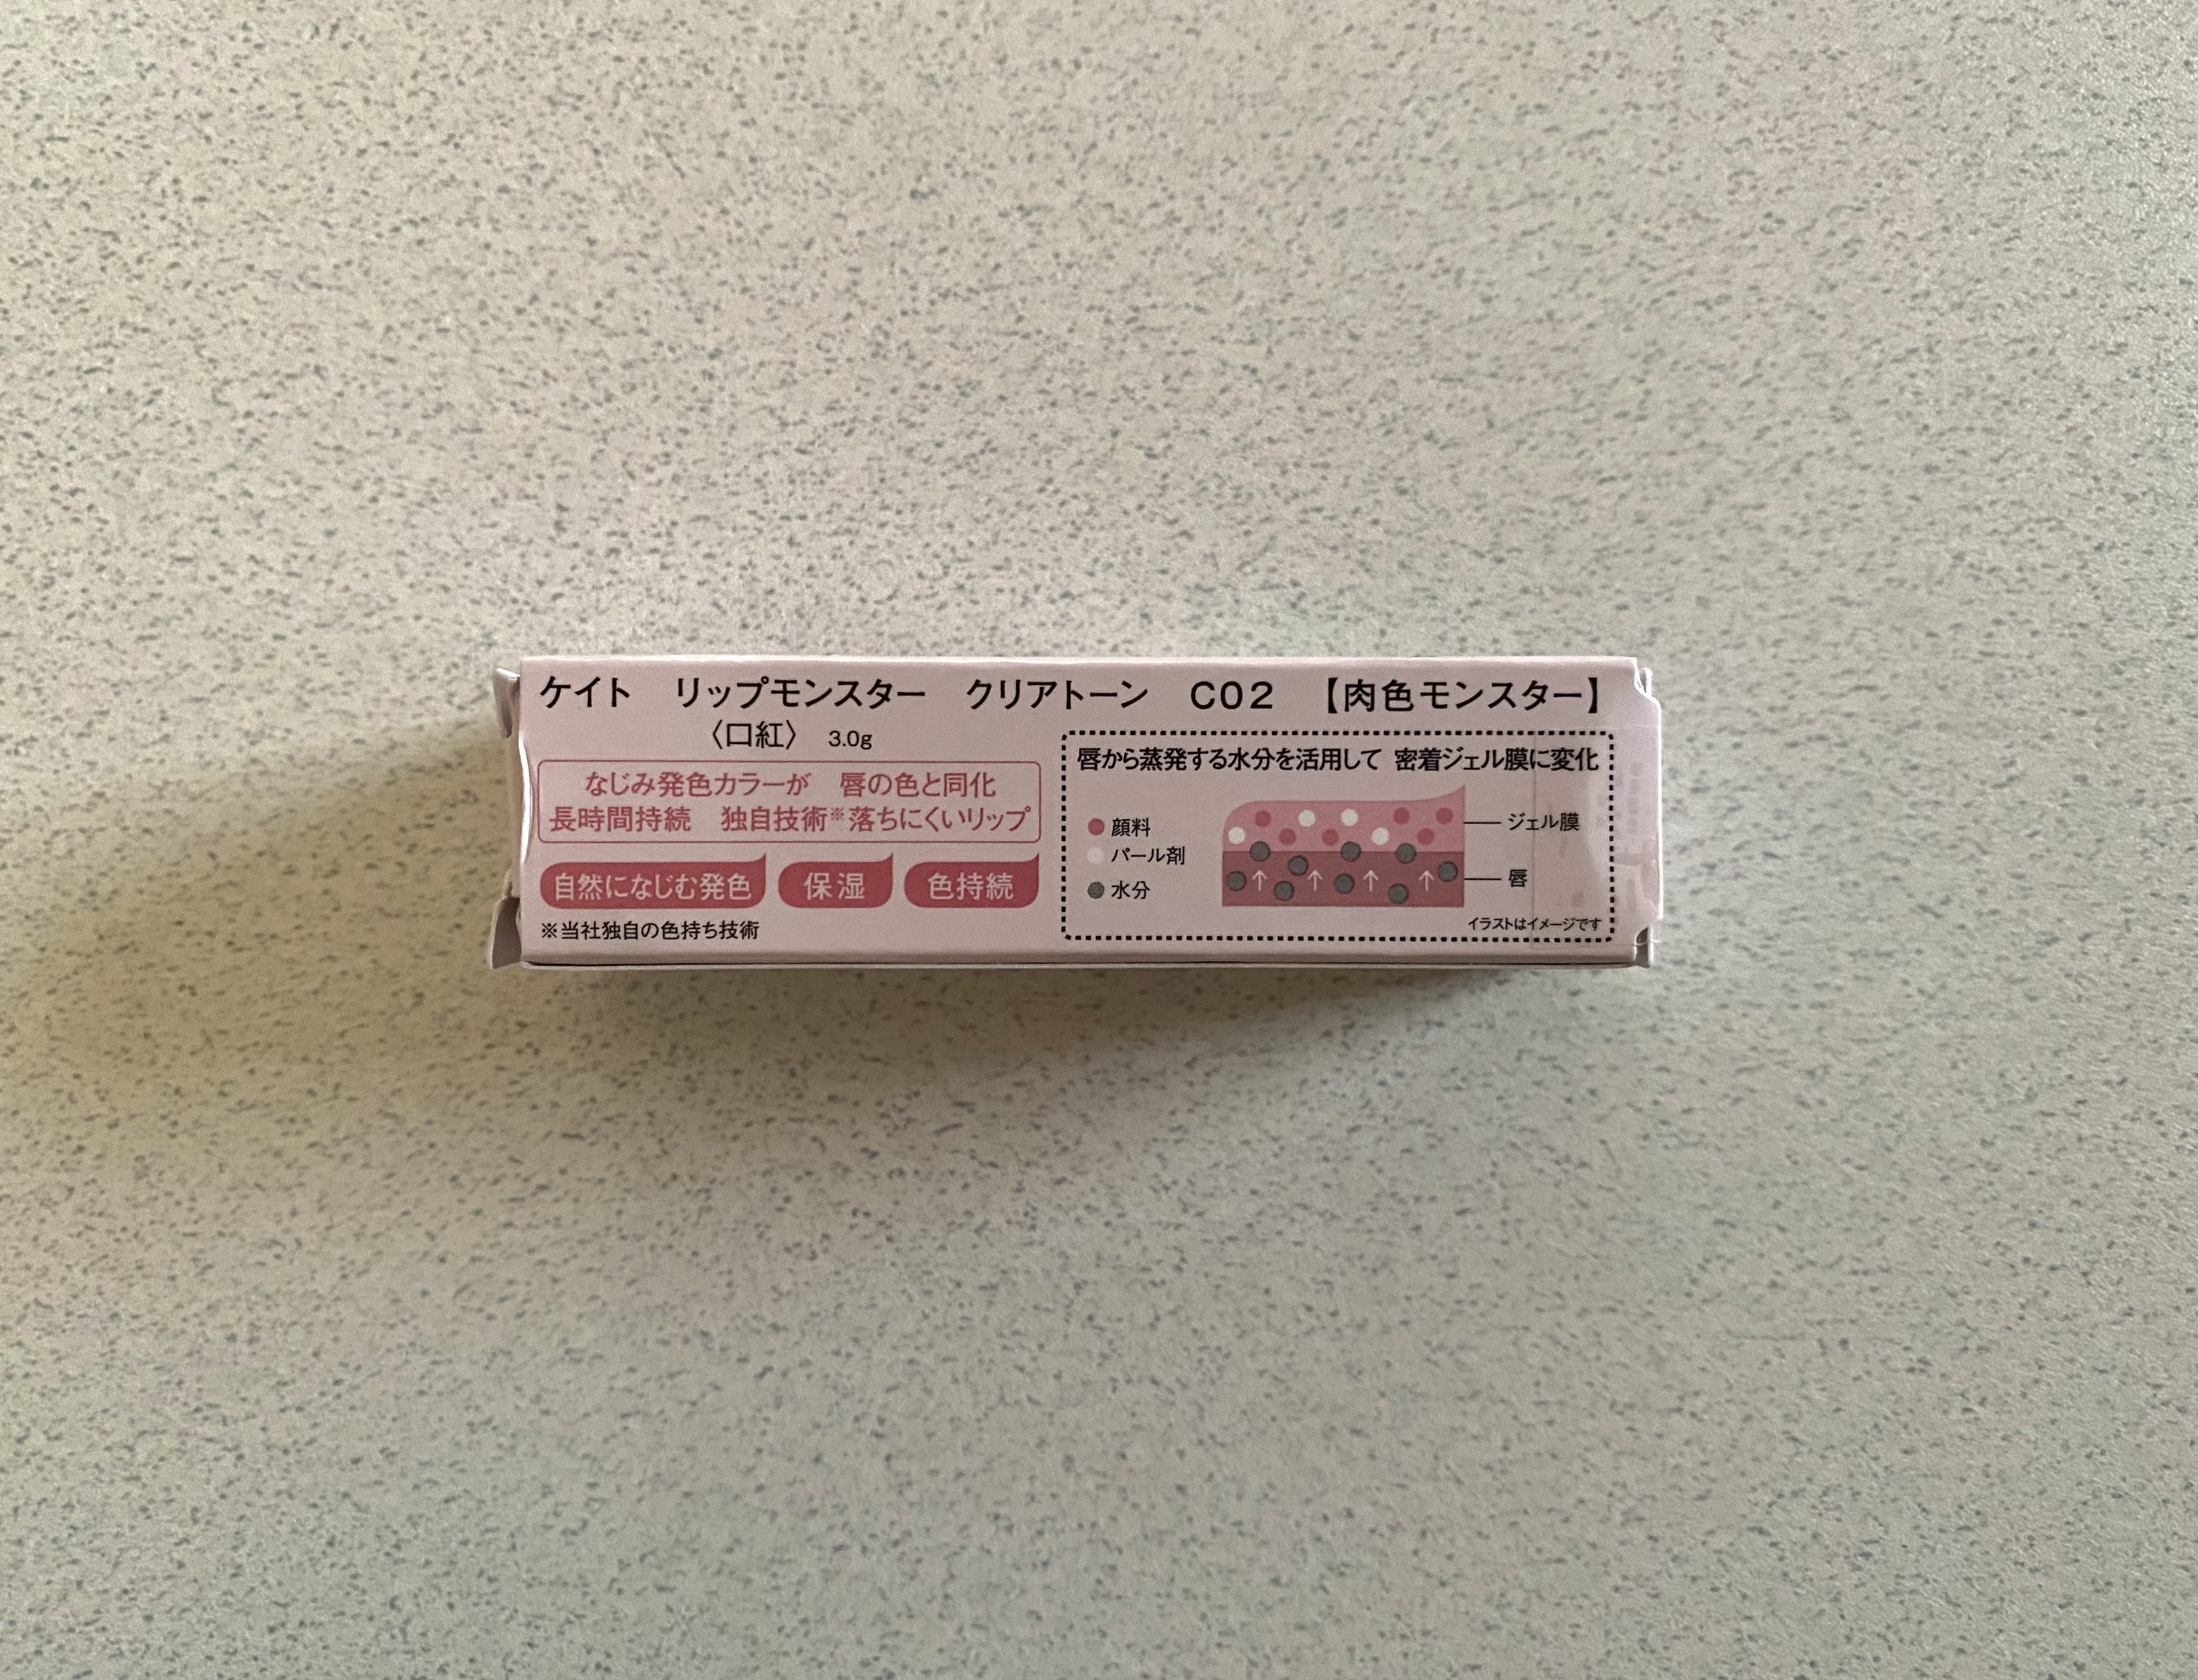 ケイト　リップモンスター　クリアトーン　C02　【肉色モンスター】
〈口紅〉 3.0g
なじみ発色カラーが　唇の色と同化
長時間持続　独自技術※落ちにくいリップ
自然になじむ発色　保湿　色持続
※当社独自の色持ち技術
唇から蒸発する水分を活用して 密着ジェル膜に変化
顔料
パール剤
水分
ジェル膜
唇
イラストはイメージです